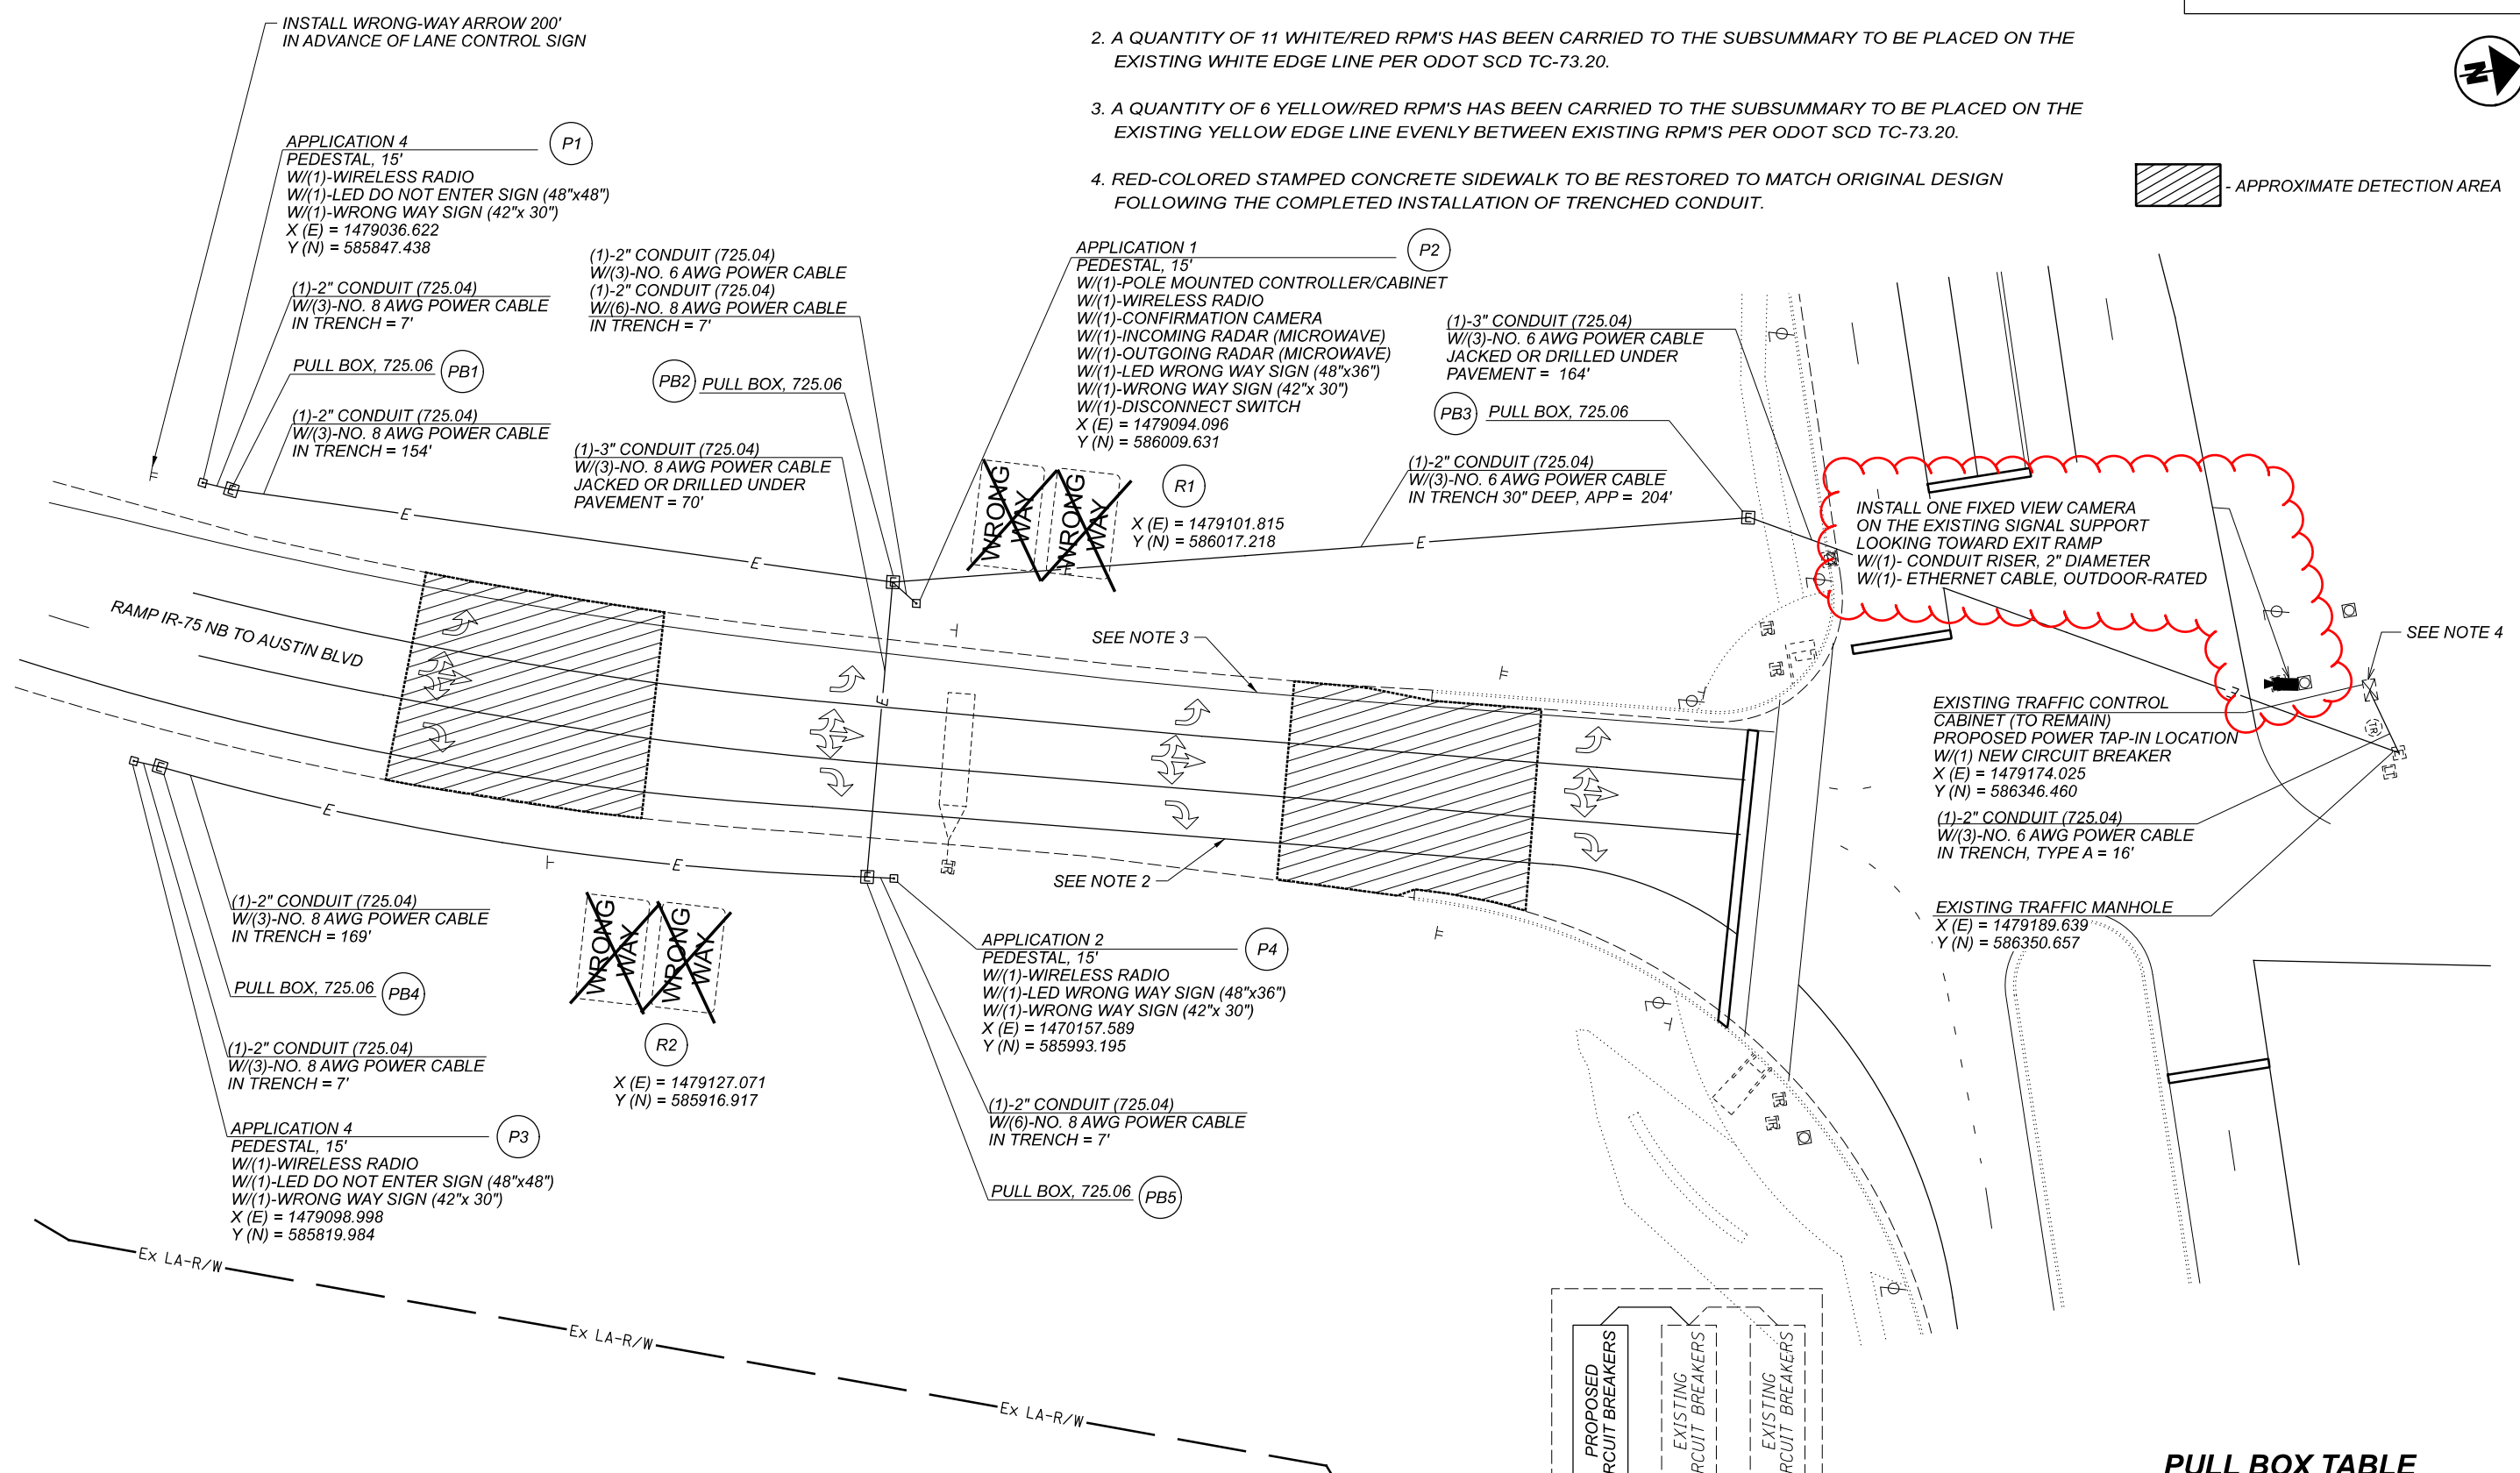 INSTALL WRONG-WAY ARROW 200'
IN ADVANCE OF LANE CONTROL SIGN
2. A QUANTITY OF 11 WHITE/RED RPM'S HAS BEEN CARRIED TO THE SUBSUMMARY TO BE PLACED ON THE
EXISTING WHITE EDGE LINE PER ODOT SCD TC-73.20.
3. A QUANTITY OF 6 YELLOW/RED RPM'S HAS BEEN CARRIED TO THE SUBSUMMARY TO BE PLACED ON THE
EXISTING YELLOW EDGE LINE EVENLY BETWEEN EXISTING RPM'S PER ODOT SCD TC-73.20.
4. RED-COLORED STAMPED CONCRETE SIDEWALK TO BE RESTORED TO MATCH ORIGINAL DESIGN
FOLLOWING THE COMPLETED INSTALLATION OF TRENCHED CONDUIT.
N
- APPROXIMATE DETECTION AREA
APPLICATION 4
P1
PEDESTAL, 15'
W/(1)-WIRELESS RADIO
W/(1)-LED DO NOT ENTER SIGN (48"x48")
W/(1)-WRONG WAY SIGN (42"x 30")
X (E) = 1479036.622
Y (N) = 585847.438
(1)-2" CONDUIT (725.04)
W/(3)-NO. 8 AWG POWER CABLE
IN TRENCH = 7'
PULL BOX, 725.06
PB1
(1)-2" CONDUIT (725.04)
W/(3)-NO. 8 AWG POWER CABLE
IN TRENCH = 154'
(1)-2" CONDUIT (725.04)
W/(3)-NO. 6 AWG POWER CABLE
(1)-2" CONDUIT (725.04)
W/(6)-NO. 8 AWG POWER CABLE
IN TRENCH = 7'
PB2
PULL BOX, 725.06
(1)-3" CONDUIT (725.04)
W/(3)-NO. 8 AWG POWER CABLE
JACKED OR DRILLED UNDER
PAVEMENT = 70'
APPLICATION 1
P2
PEDESTAL, 15'
W/(1)-POLE MOUNTED CONTROLLER/CABINET
W/(1)-WIRELESS RADIO
W/(1)-CONFIRMATION CAMERA
W/(1)-INCOMING RADAR (MICROWAVE)
W/(1)-OUTGOING RADAR (MICROWAVE)
W/(1)-LED WRONG WAY SIGN (48"x36")
W/(1)-WRONG WAY SIGN (42"x 30")
W/(1)-DISCONNECT SWITCH
X (E) = 1479094.096
Y (N) = 586009.631
WRONG
WAY
WRONG
WAY
R1
X (E) = 1479101.815
Y (N) = 586017.218
(1)-3" CONDUIT (725.04)
W/(3)-NO. 6 AWG POWER CABLE
JACKED OR DRILLED UNDER
PAVEMENT =  164'
PB3
PULL BOX, 725.06
(1)-2" CONDUIT (725.04)
W/(3)-NO. 6 AWG POWER CABLE
IN TRENCH 30" DEEP, APP =  204'
INSTALL ONE FIXED VIEW CAMERA
ON THE EXISTING SIGNAL SUPPORT
LOOKING TOWARD EXIT RAMP
W/(1)- CONDUIT RISER, 2" DIAMETER
W/(1)- ETHERNET CABLE, OUTDOOR-RATED
E
E
E
E
E
E
E
E
E
E
RAMP IR-75 NB TO AUSTIN BLVD
SEE NOTE 3
TR
TR
SEE NOTE 4
EXISTING TRAFFIC CONTROL
CABINET (TO REMAIN)
PROPOSED POWER TAP-IN LOCATION
W/(1) NEW CIRCUIT BREAKER
X (E) = 1479174.025
Y (N) = 586346.460
TR
(1)-2" CONDUIT (725.04)
W/(3)-NO. 6 AWG POWER CABLE
IN TRENCH, TYPE A = 16'
EXISTING TRAFFIC MANHOLE
X (E) = 1479189.639
Y (N) = 586350.657
E
E
E
E
TR
SEE NOTE 2
(1)-2" CONDUIT (725.04)
W/(3)-NO. 8 AWG POWER CABLE
IN TRENCH = 169'
PULL BOX, 725.06
PB4
(1)-2" CONDUIT (725.04)
W/(3)-NO. 8 AWG POWER CABLE
IN TRENCH = 7'
APPLICATION 4
P3
PEDESTAL, 15'
W/(1)-WIRELESS RADIO
W/(1)-LED DO NOT ENTER SIGN (48"x48")
W/(1)-WRONG WAY SIGN (42"x 30")
X (E) = 1479098.998
Y (N) = 585819.984
WRONG
WAY
WRONG
WAY
R2
X (E) = 1479127.071
Y (N) = 585916.917
APPLICATION 2
P4
PEDESTAL, 15'
W/(1)-WIRELESS RADIO
W/(1)-LED WRONG WAY SIGN (48"x36")
W/(1)-WRONG WAY SIGN (42"x 30")
X (E) = 1470157.589
Y (N) = 585993.195
(1)-2" CONDUIT (725.04)
W/(6)-NO. 8 AWG POWER CABLE
IN TRENCH = 7'
PULL BOX, 725.06
PB5
TR
TR
Ex LA-R/W
Ex LA-R/W
Ex LA-R/W
PROPOSED
RCUIT BREAKERS
EXISTING
RCUIT BREAKERS
EXISTING
RCUIT BREAKERS
PULL BOX TABLE